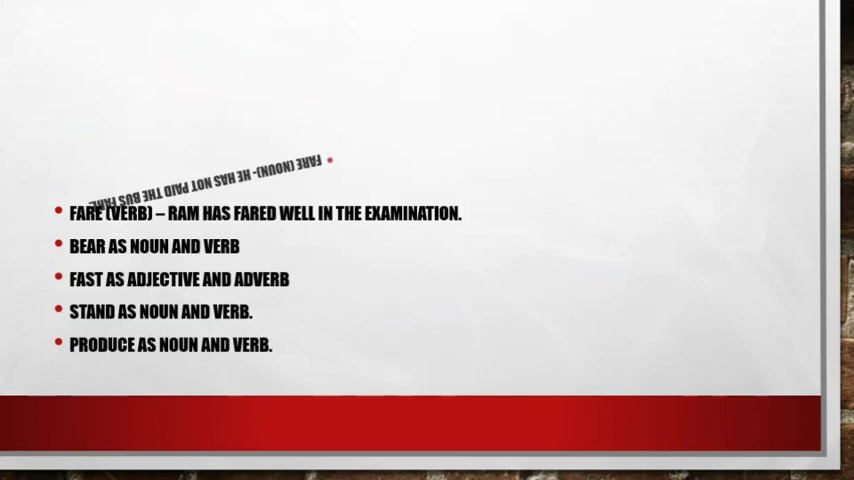 • FARE (NOUN)- HE HAS NOT PAID THE BUS FARE.
• FARE (VERB) – RAM HAS FARED WELL IN THE EXAMINATION.
• BEAR AS NOUN AND VERB
• FAST AS ADJECTIVE AND ADVERB
• STAND AS NOUN AND VERB.
• PRODUCE AS NOUN AND VERB.